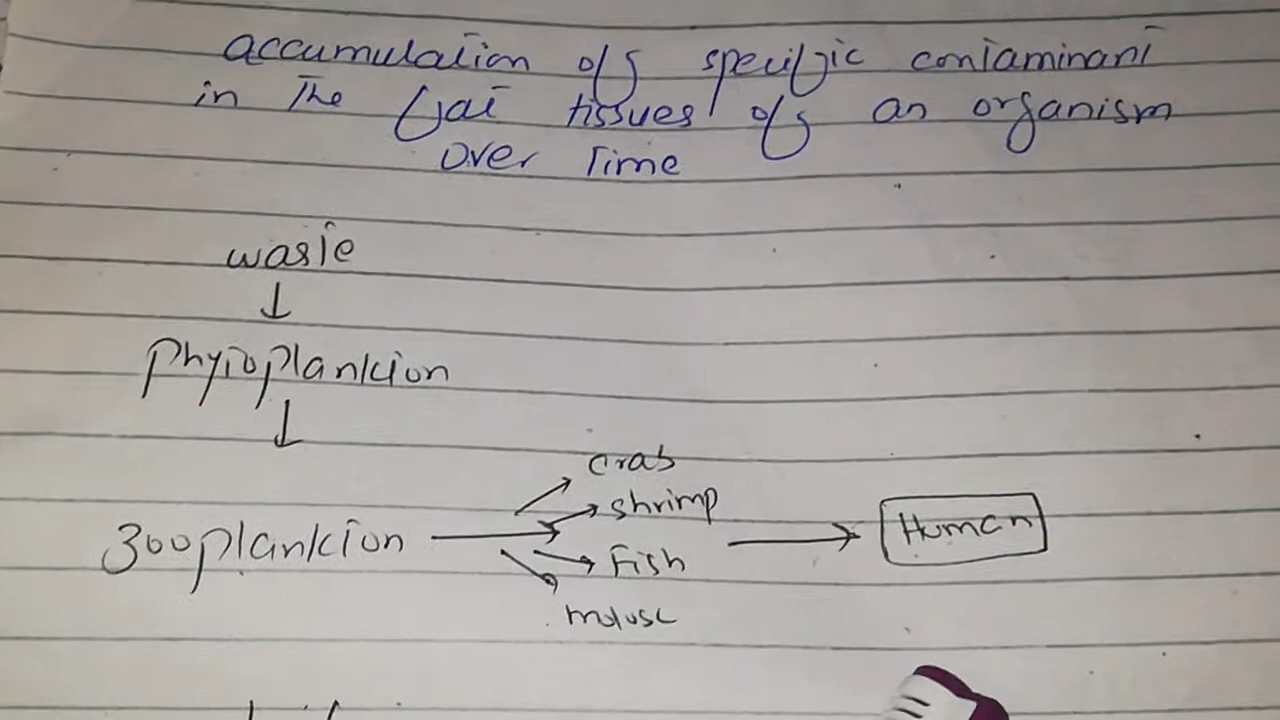 accumulation of specific contaminant
in The fat tissues of an organism
over Time
waste
↓
phytoplankton
↓
crab
shrimp
zooplankton → Human
Fish
molusc